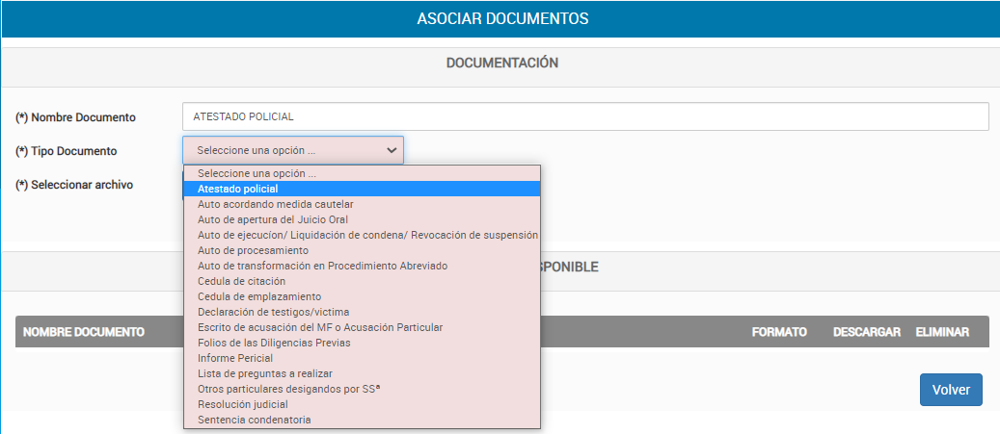 ASOCIAR DOCUMENTOS
DOCUMENTACIÓN
(*) Nombre Documento
ATESTADO POLICIAL
(*) Tipo Documento
Seleccione una opción ...
(*) Seleccionar archivo
Seleccione una opción ...
Atestado policial
Auto acordando medida cautelar
Auto de apertura del Juicio Oral
Auto de ejecucíon/ Liquidación de condena/ Revocación de suspensión
Auto de procesamiento
Auto de transformación en Procedimiento Abreviado
Cedula de citación
Cedula de emplazamiento
Declaración de testigos/victima
Escrito de acusación del MF o Acusación Particular
Folios de las Diligencias Previas
Informe Pericial
Lista de preguntas a realizar
Otros particulares desigandos por SSª
Resolución judicial
Sentencia condenatoria
SPONIBLE
NOMBRE DOCUMENTO
FORMATO
DESCARGAR
ELIMINAR
Volver